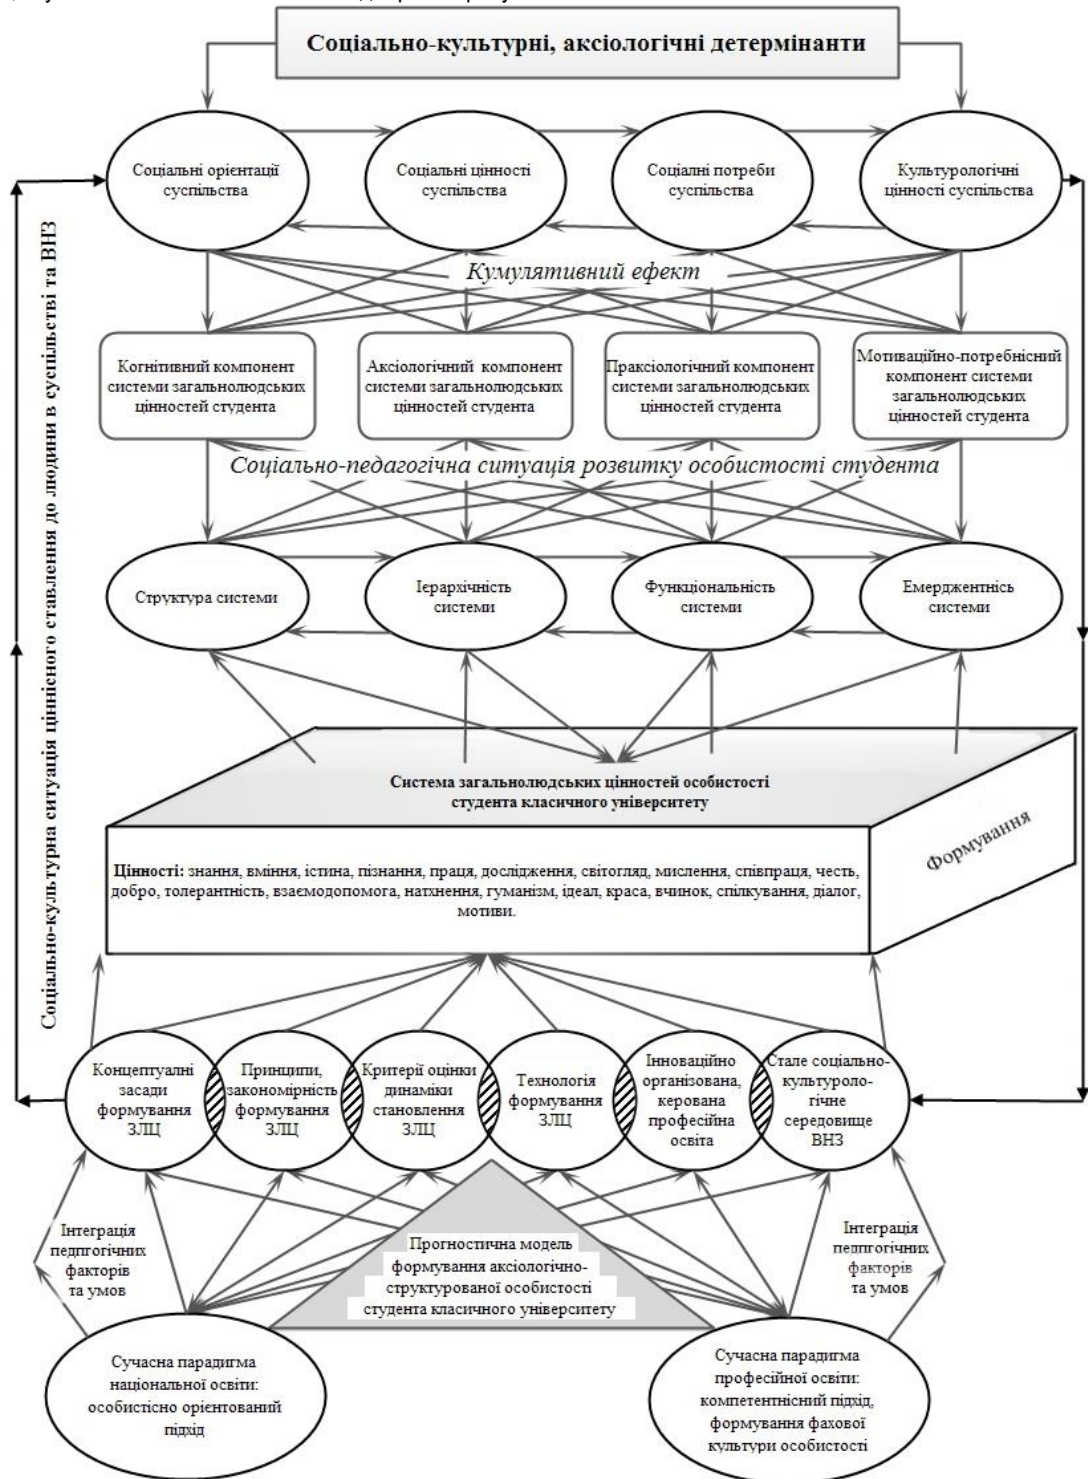 Соціально-культурні, аксіологічні детермінанти
Соціальні орієнтації
суспільства
Соціальні цінності
суспільства
Соціалні потреби
суспільства
Культурологічні
цінності суспільства
Кумулятивний ефект
Когнітивний компонент
системи загальнолюдських
цінностей студента
Аксіологічний компонент
системи загальнолюдських
цінностей студента
Праксіологічний компонент
системи загальнолюдських
цінностей студента
Мотиваційно-потребнісний
компонент системи
загальнолюдських
цінностей студента
Соціально-педагогічна ситуація розвитку особистості студента
Структура системи
Ієрархічність
системи
Функціональність
системи
Емерджентнісь
системи
Соціально-культурна ситуація ціннісного ставлення до людини в суспільстві та ВНЗ
Система загальнолюдських цінностей особистості
студента класичного університету
Формування
Цінності: знання, вміння, істина, пізнання, праця, дослідження, світогляд, мислення, співпраця, честь,
добро, толерантність, взаємодопомога, натхнення, гуманізм, ідеал, краса, вчинок, спілкування, діалог,
мотиви.
Концептуалні
засади
формування
ЗЛЦ
Принципи,
закономірність
формування
ЗЛЦ
Критерії оцінки
динаміки
становлення
ЗЛЦ
Технологія
формування
ЗЛЦ
Інноваційно
організована,
керована
професійна
освіта
Стале соціально-
культуроло-
гічне
середовище
ВНЗ
Інтеграція
педпгогічних
факторів
та умов
Прогностична модель
формування аксіологічно-
структурованої особистості
студента класичного університету
Інтеграція
педпгогічних
факторів
та умов
Сучасна парадигма
національної освіти:
особистісно орієнтований
підхід
Сучасна парадигма
професійної освіти:
компетентнісний підхід,
формування фахової
культури особистості